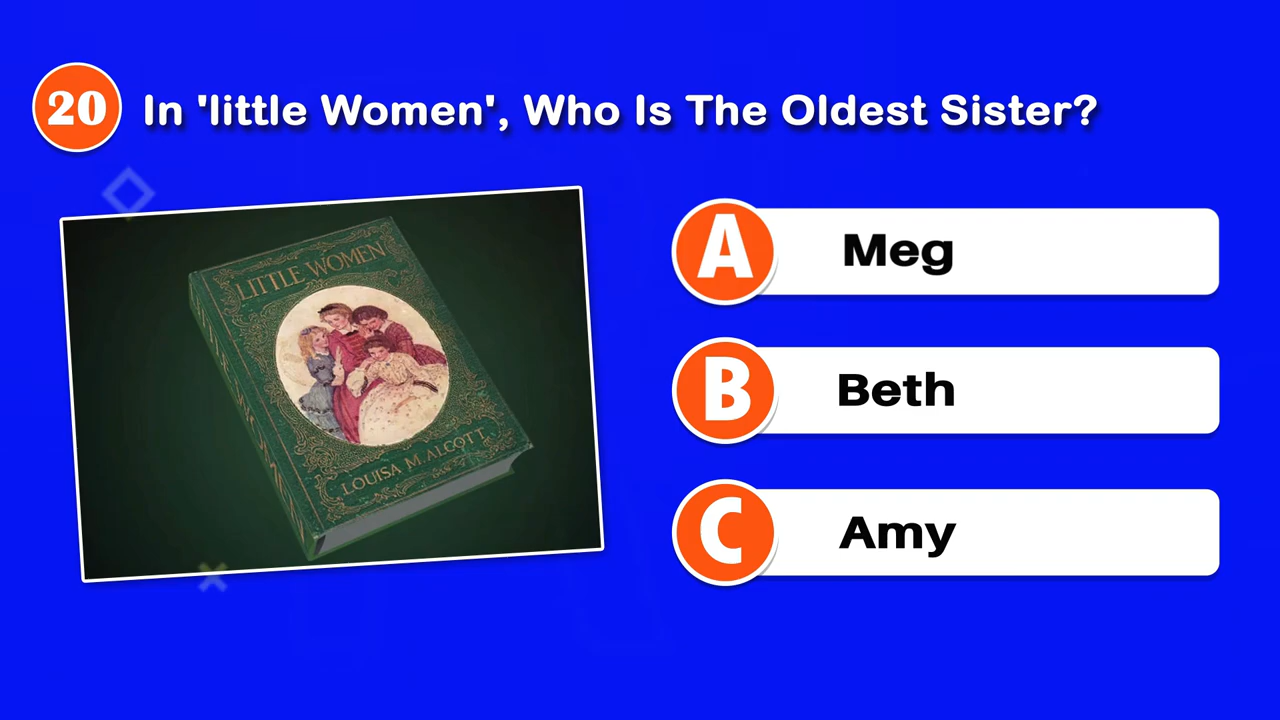 20
In 'little Women', Who Is The Oldest Sister?
LITTLE WOMEN
LOUISA M. ALCOTT
A
Meg
B
Beth
C
Amy